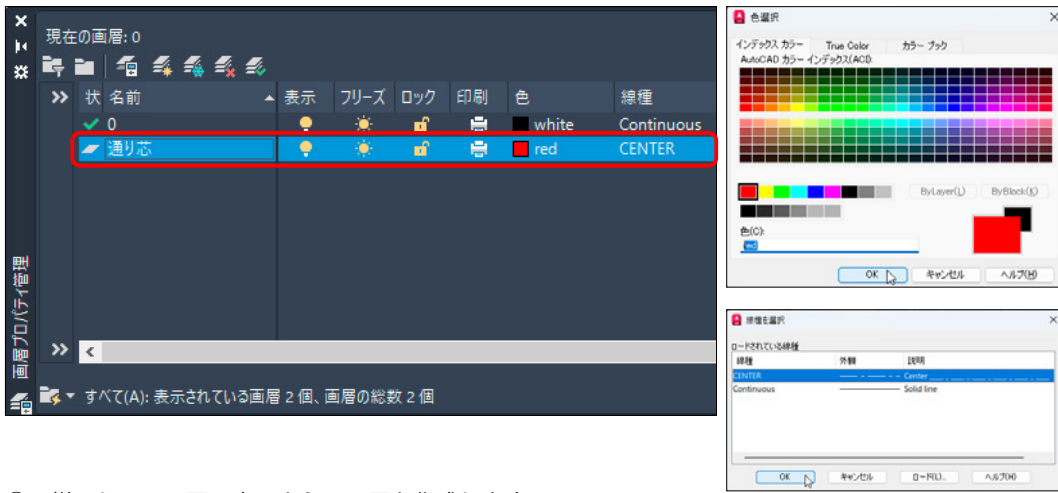 現在の画層: 0
状 名前 表示 フリーズ ロック 印刷 色 線種
0 white Continuous
通り芯 red CENTER
画層プロパティ管理
すべて(A): 表示されている画層 2 個、画層の総数 2 個
色選択
インデックス カラー True Color カラー ブック
AutoCAD カラー インデックス(ACI):
ByLayer(L) ByBlock(K)
色(C):
red
OK キャンセル ヘルプ(H)
線種を選択
ロードされている線種
線種 外観 説明
CENTER Center
Continuous Solid line
OK キャンセル ロード(L)... ヘルプ(H)